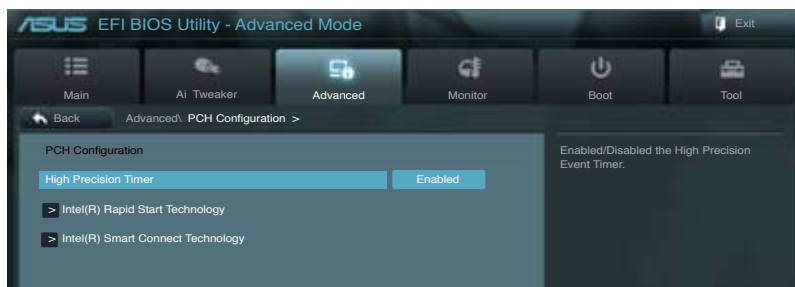 ASUS EFI BIOS Utility - Advanced Mode
Exit
Main
Ai Tweaker
Advanced
Monitor
Boot
Tool
Back
Advanced\ PCH Configuration >
PCH Configuration
High Precision Timer
Enabled
> Intel(R) Rapid Start Technology
> Intel(R) Smart Connect Technology
Enabled/Disabled the High Precision
Event Timer.